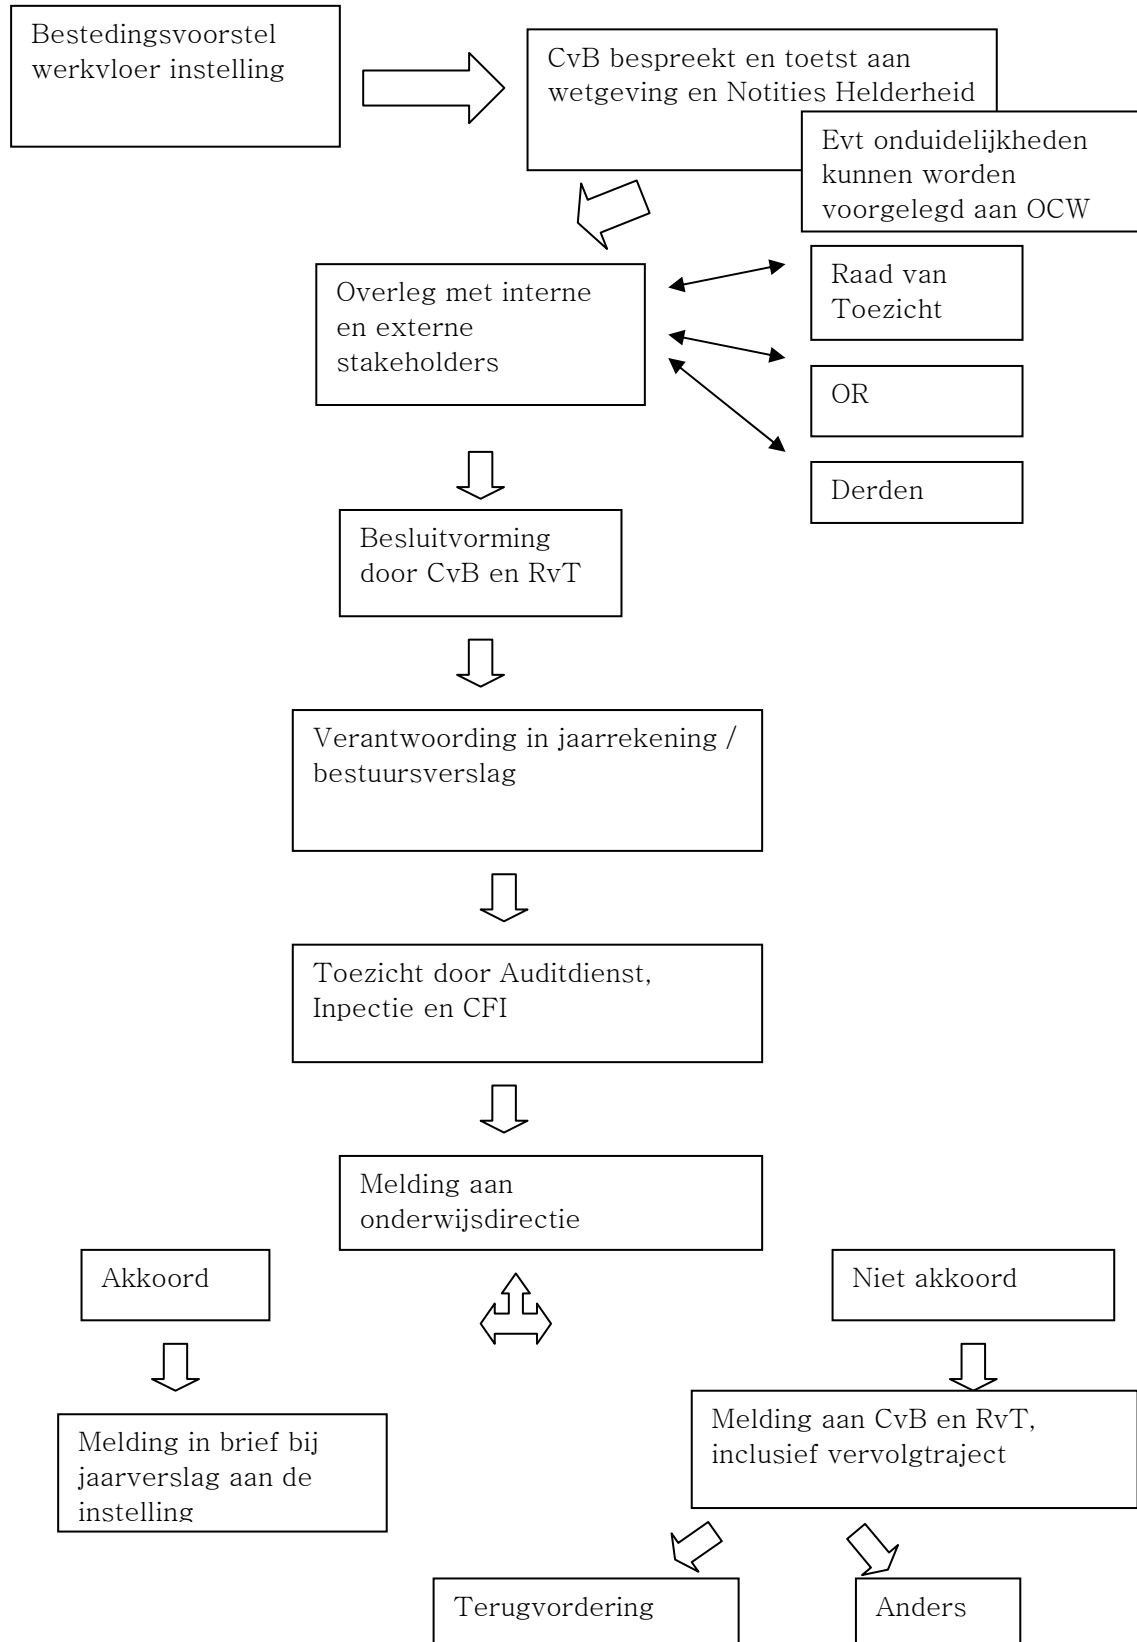 Bestedingsvoorstel
werkvloer instelling
CvB bespreekt en toetst aan
wetgeving en Notities Helderheid
Evt onduidelijkheden
kunnen worden
voorgelegd aan OCW
Overleg met interne
en externe
stakeholders
Raad van
Toezicht
OR
Derden
Besluitvorming
door CvB en RvT
Verantwoording in jaarrekening /
bestuursverslag
Toezicht door Auditdienst,
Inpectie en CFI
Melding aan
onderwijsdirectie
Akkoord
Niet akkoord
Melding in brief bij
jaarverslag aan de
instelling
Melding aan CvB en RvT,
inclusief vervolgtraject
Terugvordering
Anders